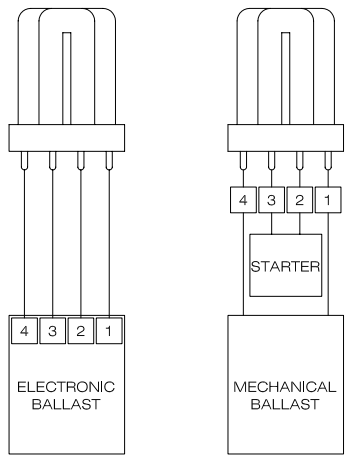 4 3 2 1
STARTER
4 3 2 1
ELECTRONIC
BALLAST
MECHANICAL
BALLAST